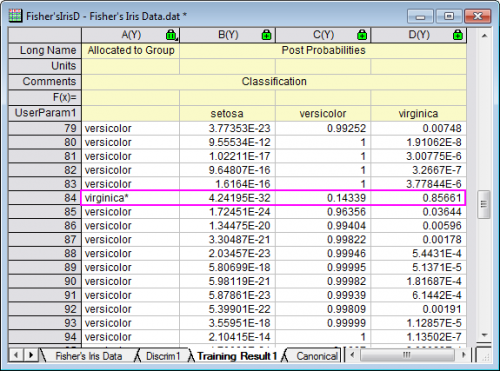 Fisher'sIrisD - Fisher's Iris Data.dat *
A(Y) B(Y) C(Y) D(Y)
Long Name Allocated to Group Post Probabilities
Units
Comments Classification
F(x)=
UserParam1 setosa versicolor virginica
79 versicolor 3.77353E-23 0.99252 0.00748
80 versicolor 9.55534E-12 1 1.91062E-8
81 versicolor 1.02211E-17 1 3.00775E-6
82 versicolor 9.64807E-16 1 3.2667E-7
83 versicolor 1.6164E-16 1 3.77844E-6
84 virginica* 4.24195E-32 0.14339 0.85661
85 versicolor 1.72451E-24 0.96356 0.03644
86 versicolor 1.34475E-20 0.99404 0.00596
87 versicolor 3.30487E-21 0.99822 0.00178
88 versicolor 2.03457E-23 0.99946 5.4431E-4
89 versicolor 5.80699E-18 0.99995 5.1371E-5
90 versicolor 5.98119E-21 0.99982 1.81687E-4
91 versicolor 5.87861E-23 0.99939 6.1442E-4
92 versicolor 5.39901E-22 0.99809 0.00191
93 versicolor 3.55951E-18 0.99999 1.12857E-5
94 versicolor 2.10415E-14 1 1.13502E-7
Fisher's Iris Data Discrim1 Training Result1 Canonical